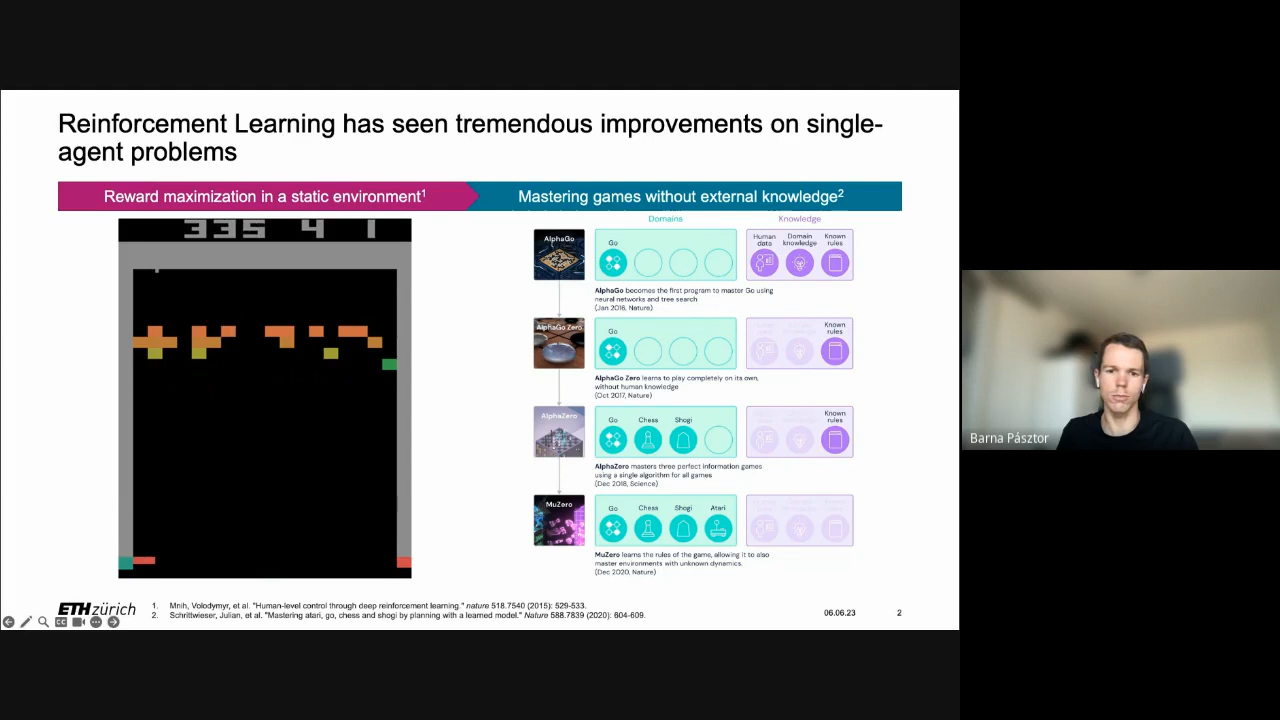 Reinforcement Learning has seen tremendous improvements on single-
agent problems
Reward maximization in a static environment1
Mastering games without external knowledge2
335 4 1
Domains
Knowledge
AlphaGo
Go
Human
data
Domain
knowledge
Known
rules
AlphaGo becomes the first program to master Go using
neural networks and tree search
(Jan 2016, Nature)
AlphaGo Zero
Go
Known
rules
AlphaGo Zero learns to play completely on its own,
without human knowledge
(Oct 2017, Nature)
AlphaZero
Go
Chess
Shogi
Known
rules
AlphaZero masters three perfect information games
using a single algorithm for all games
(Dec 2018, Science)
MuZero
Go
Chess
Shogi
Atari
MuZero learns the rules of the game, allowing it to also
master environments with unknown dynamics.
(Dec 2020, Nature)
ETH zürich
1. Mnih, Volodymyr, et al. "Human-level control through deep reinforcement learning." nature 518.7540 (2015): 529-533.
2. Schrittwieser, Julian, et al. "Mastering atari, go, chess and shogi by planning with a learned model." Nature 588.7839 (2020): 604-609.
06.06.23
2
Barna Pásztor